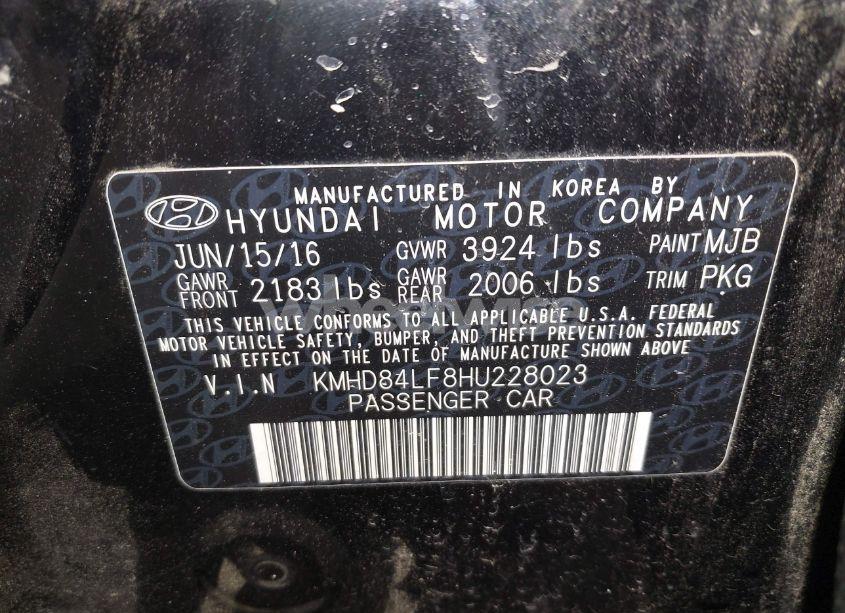 MANUFACTURED IN KOREA BY
HYUNDAI MOTOR COMPANY
JUN/15/16 GVWR 3924 lbs PAINT MJB
GAWR FRONT 2183 lbs GAWR REAR 2006 lbs TRIM PKG
THIS VEHICLE CONFORMS TO ALL APPLICABLE U.S.A. FEDERAL
MOTOR VEHICLE SAFETY, BUMPER, AND THEFT PREVENTION STANDARDS
IN EFFECT ON THE DATE OF MANUFACTURE SHOWN ABOVE
V.I.N KMHD84LF8HU228023
PASSENGER CAR